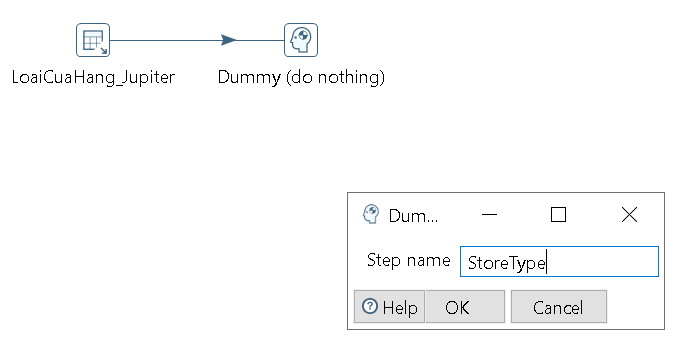 LoaiCuaHang_Jupiter
Dummy (do nothing)
Dum...
Step name StoreType
Help OK Cancel